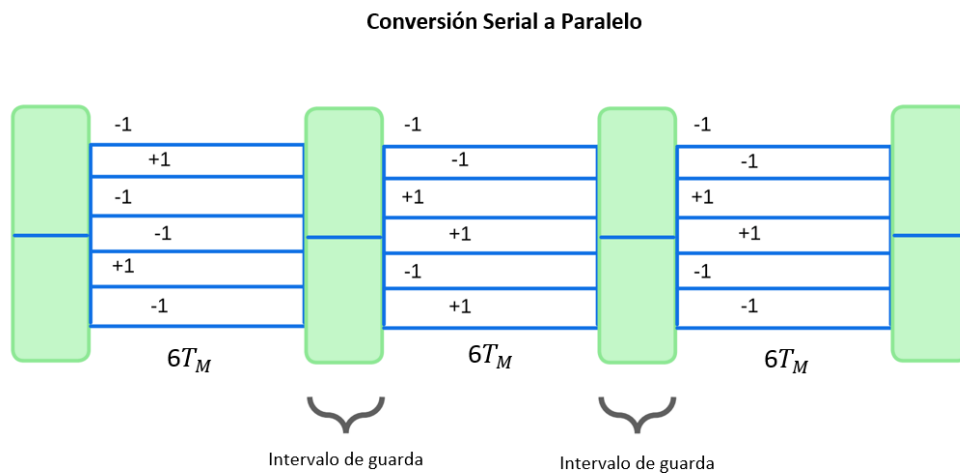 Conversión Serial a Paralelo
-1 -1 -1
+1 -1 -1
-1 +1 +1
-1 +1 +1
+1 -1 -1
-1 +1 -1
6T_M 6T_M 6T_M
Intervalo de guarda Intervalo de guarda